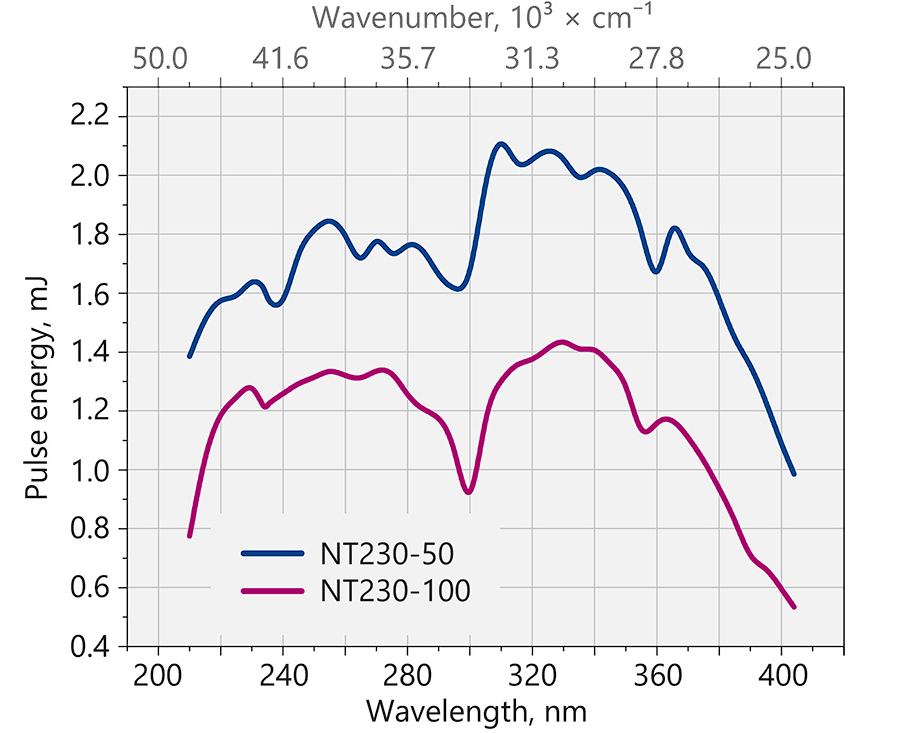 Wavenumber, 10³ × cm⁻¹
50.0 41.6 35.7 31.3 27.8 25.0
2.2
2.0
1.8
1.6
1.4
1.2
1.0
0.8
0.6
0.4
Pulse energy, mJ
NT230-50
NT230-100
200 240 280 320 360 400
Wavelength, nm